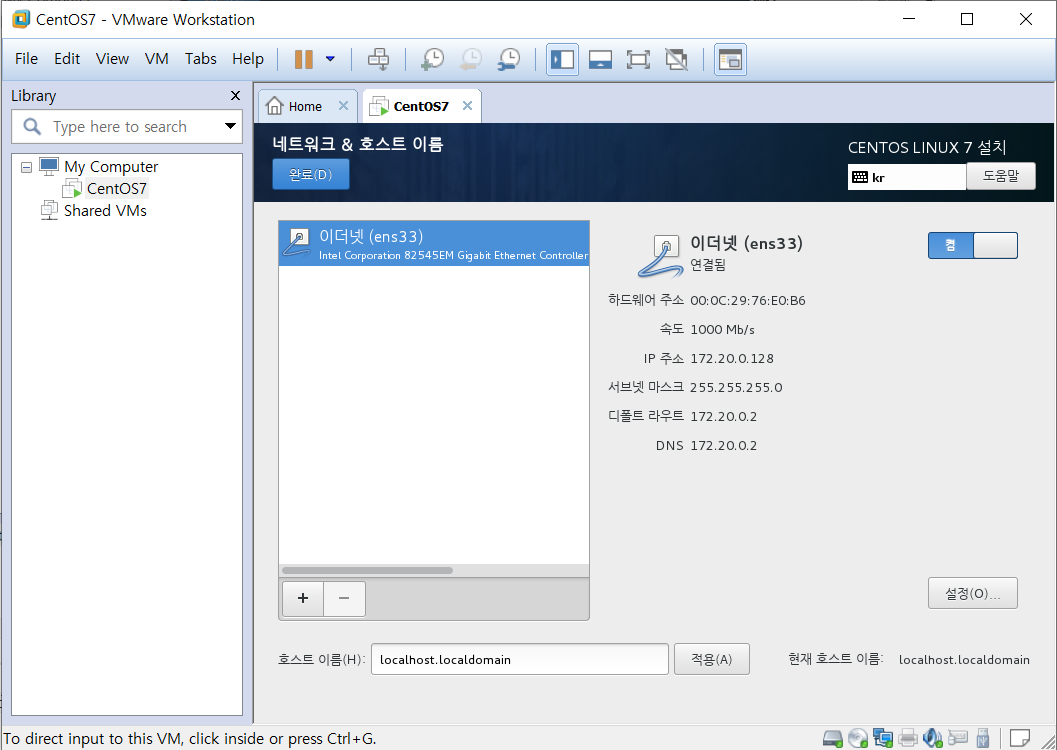 CentOS7 - VMware Workstation
File Edit View VM Tabs Help
Library
Type here to search
My Computer
CentOS7
Shared VMs
Home
CentOS7
네트워크 & 호스트 이름
완료(D)
CENTOS LINUX 7 설치
kr
도움말
이더넷 (ens33)
Intel Corporation 82545EM Gigabit Ethernet Controller
이더넷 (ens33)
연결됨
켬
하드웨어 주소 00:0C:29:76:E0:B6
속도 1000 Mb/s
IP 주소 172.20.0.128
서브넷 마스크 255.255.255.0
디폴트 라우트 172.20.0.2
DNS 172.20.0.2
+ −
설정(O)...
호스트 이름(H): localhost.localdomain 적용(A) 현재 호스트 이름: localhost.localdomain
To direct input to this VM, click inside or press Ctrl+G.